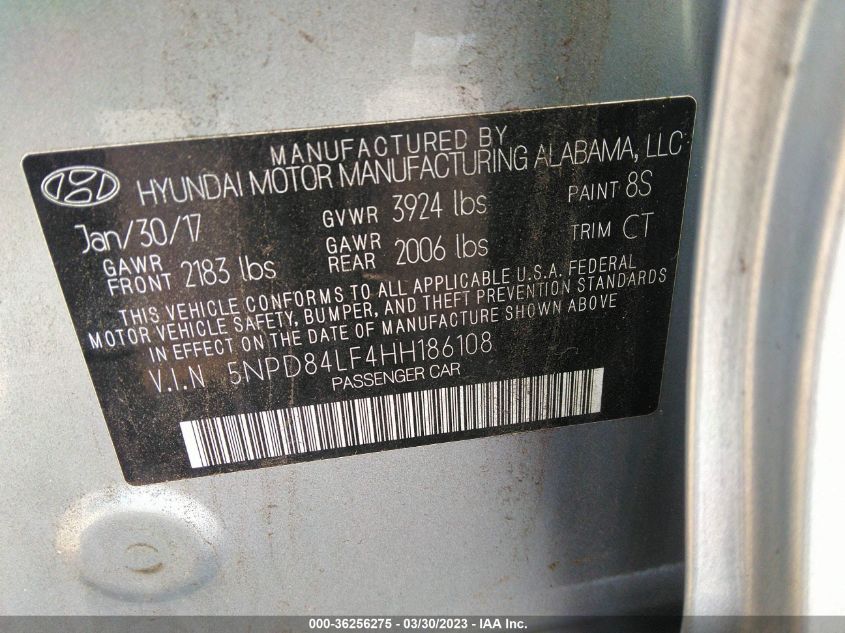 MANUFACTURED BY
HYUNDAI MOTOR MANUFACTURING ALABAMA, LLC
Jan/30/17 GVWR 3924 lbs PAINT 8S
GAWR FRONT 2183 lbs GAWR REAR 2006 lbs TRIM CT
THIS VEHICLE CONFORMS TO ALL APPLICABLE U.S.A. FEDERAL
MOTOR VEHICLE SAFETY, BUMPER, AND THEFT PREVENTION STANDARDS
IN EFFECT ON THE DATE OF MANUFACTURE SHOWN ABOVE
V.I.N 5NPD84LF4HH186108
PASSENGER CAR
000-36256275 - 03/30/2023 - IAA Inc.